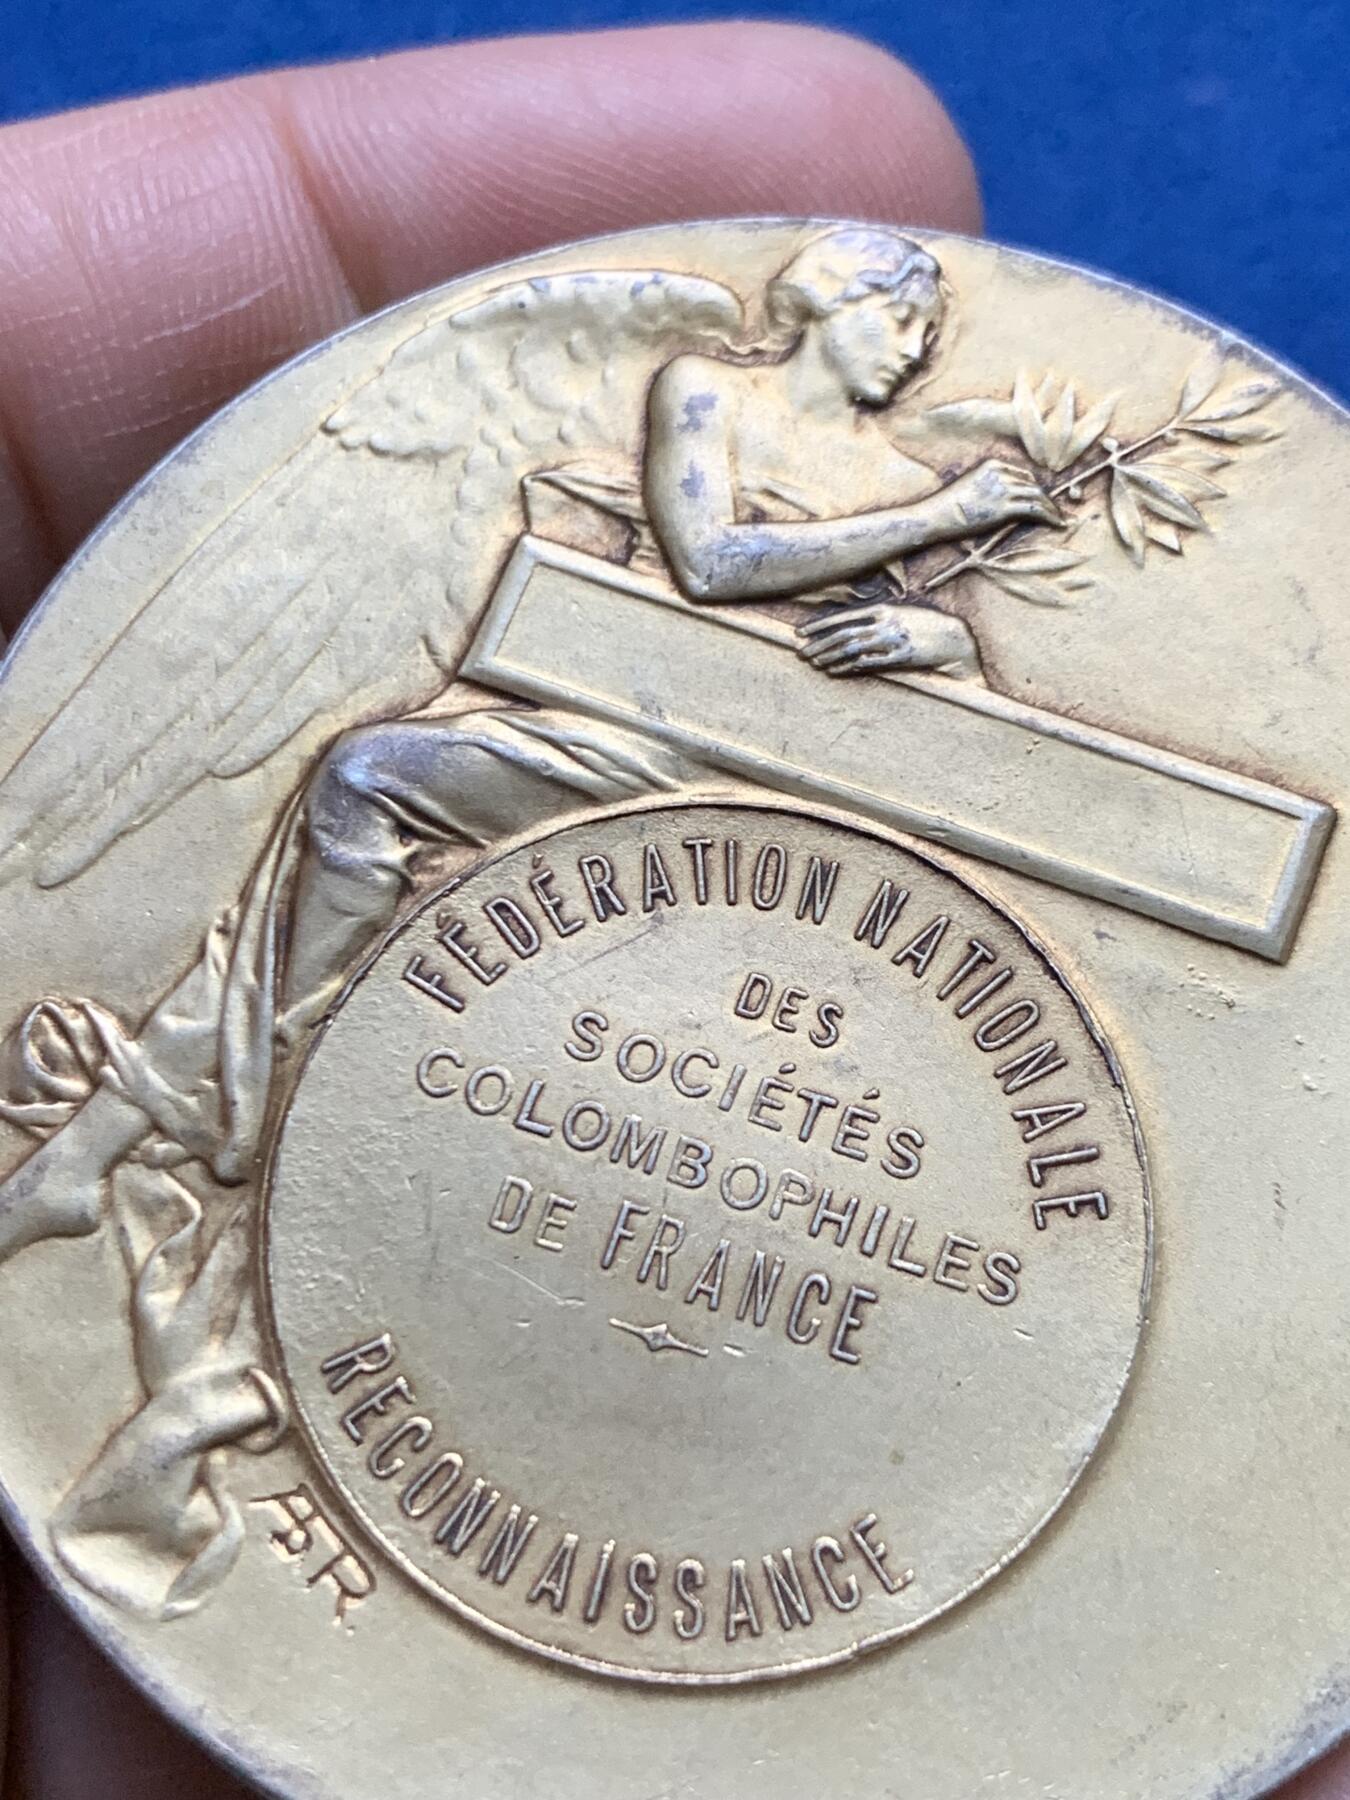 FÉDÉRATION NATIONALE
DES
SOCIÉTÉS
COLOMBOPHILES
DE FRANCE
RECONNAISSANCE